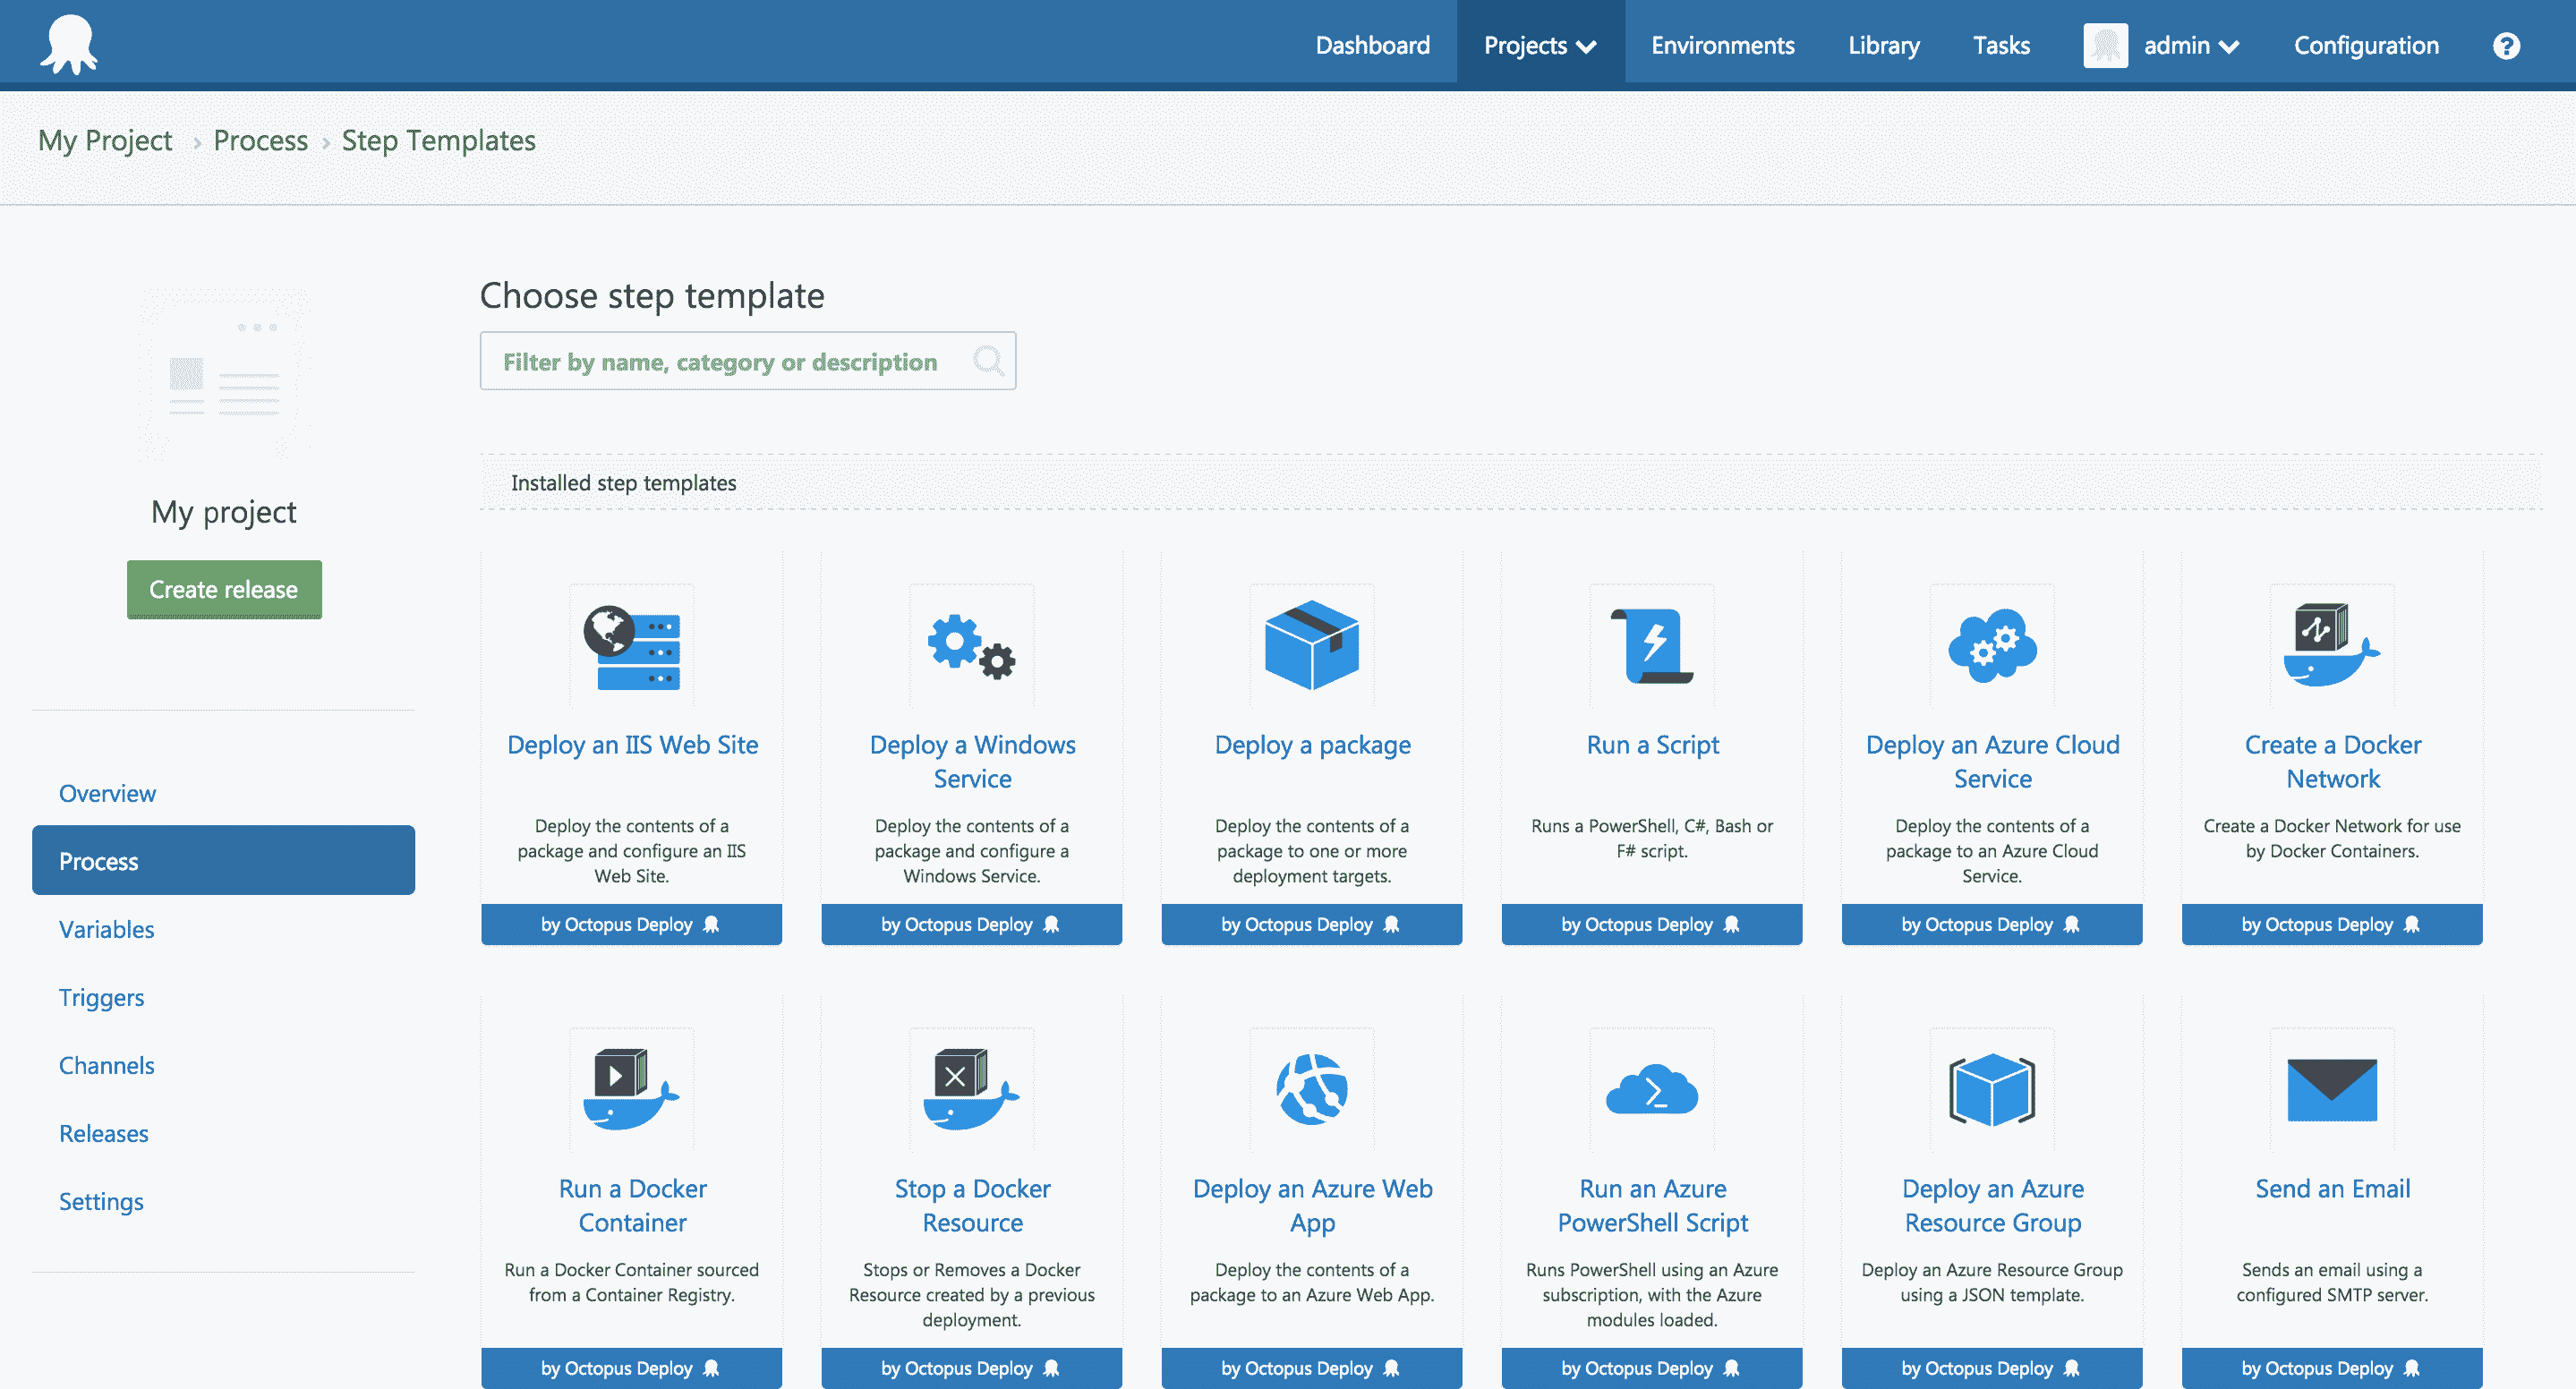 Dashboard Projects Environments Library Tasks admin Configuration ?
My Project › Process › Step Templates
Choose step template
Filter by name, category or description
Installed step templates
My project
Create release
Overview
Process
Variables
Triggers
Channels
Releases
Settings
Deploy an IIS Web Site
Deploy the contents of a
package and configure an IIS
Web Site.
by Octopus Deploy
Deploy a Windows
Service
Deploy the contents of a
package and configure a
Windows Service.
by Octopus Deploy
Deploy a package
Deploy the contents of a
package to one or more
deployment targets.
by Octopus Deploy
Run a Script
Runs a PowerShell, C#, Bash or
F# script.
by Octopus Deploy
Deploy an Azure Cloud
Service
Deploy the contents of a
package to an Azure Cloud
Service.
by Octopus Deploy
Create a Docker
Network
Create a Docker Network for use
by Docker Containers.
by Octopus Deploy
Run a Docker
Container
Run a Docker Container sourced
from a Container Registry.
by Octopus Deploy
Stop a Docker
Resource
Stops or Removes a Docker
Resource created by a previous
deployment.
by Octopus Deploy
Deploy an Azure Web
App
Deploy the contents of a
package to an Azure Web App.
by Octopus Deploy
Run an Azure
PowerShell Script
Runs PowerShell using an Azure
subscription, with the Azure
modules loaded.
by Octopus Deploy
Deploy an Azure
Resource Group
Deploy an Azure Resource Group
using a JSON template.
by Octopus Deploy
Send an Email
Sends an email using a
configured SMTP server.
by Octopus Deploy